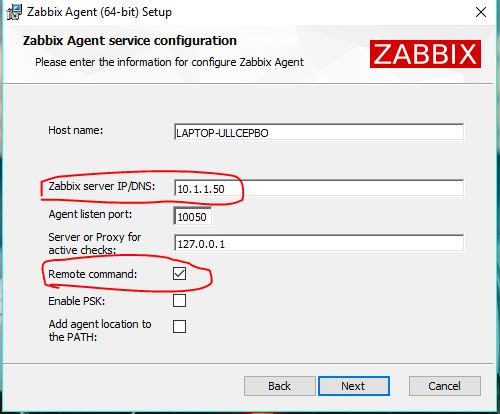 Zabbix Agent (64-bit) Setup
Zabbix Agent service configuration
Please enter the information for configure Zabbix Agent
ZABBIX
Host name: LAPTOP-ULLCEPBO
Zabbix server IP/DNS: 10.1.1.50
Agent listen port: 10050
Server or Proxy for
active checks: 127.0.0.1
Remote command:
Enable PSK:
Add agent location to
the PATH:
Back Next Cancel